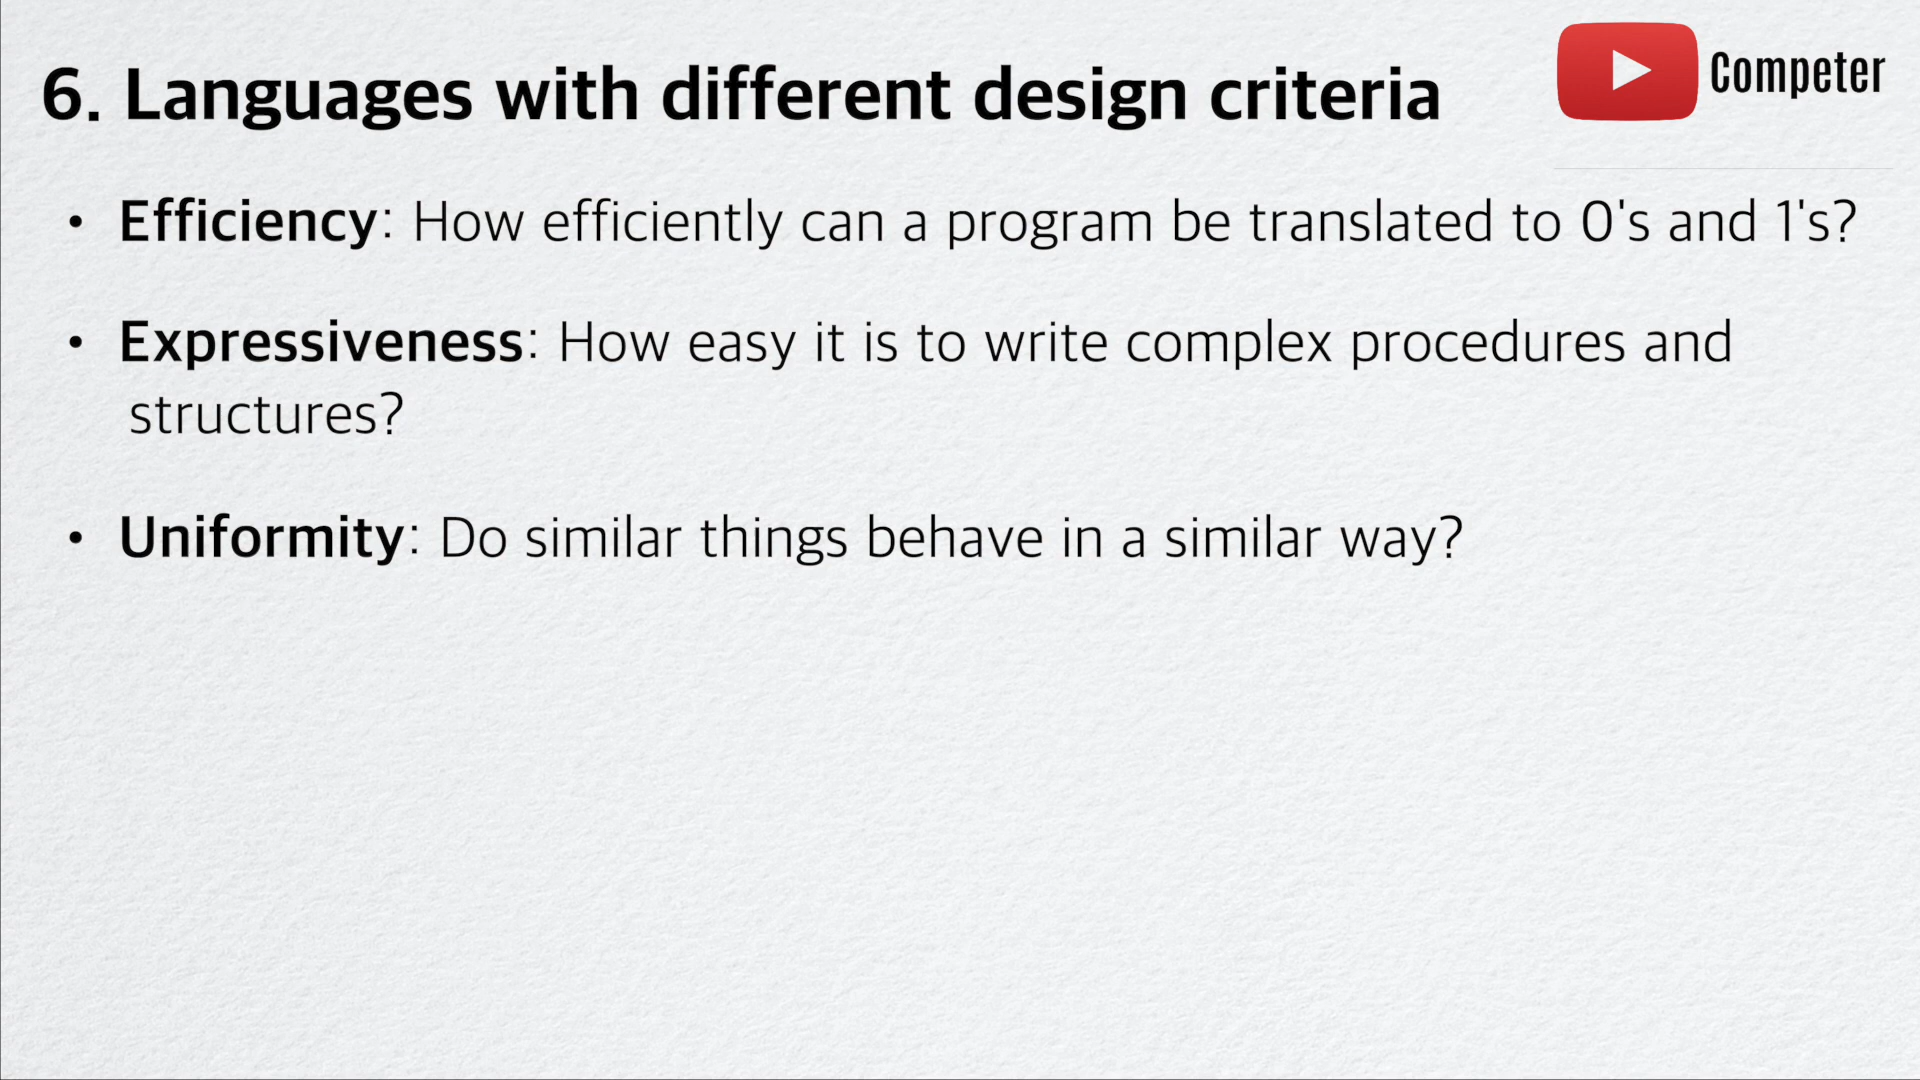 6. Languages with different design criteria
Competer
• Efficiency: How efficiently can a program be translated to 0's and 1's?
• Expressiveness: How easy it is to write complex procedures and
structures?
• Uniformity: Do similar things behave in a similar way?